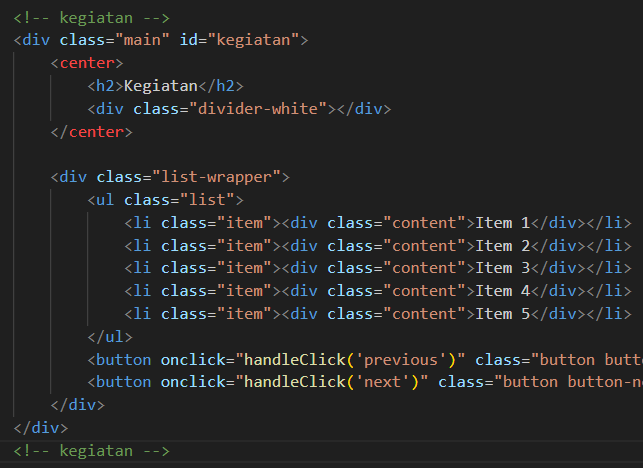 <!-- kegiatan -->
<div class="main" id="kegiatan">
<center>
<h2>Kegiatan</h2>
<div class="divider-white"></div>
</center>
<div class="list-wrapper">
<ul class="list">
<li class="item"><div class="content">Item 1</div></li>
<li class="item"><div class="content">Item 2</div></li>
<li class="item"><div class="content">Item 3</div></li>
<li class="item"><div class="content">Item 4</div></li>
<li class="item"><div class="content">Item 5</div></li>
</ul>
<button onclick="handleClick('previous')" class="button
<button onclick="handleClick('next')" class="button
</div>
</div>
<!-- kegiatan -->